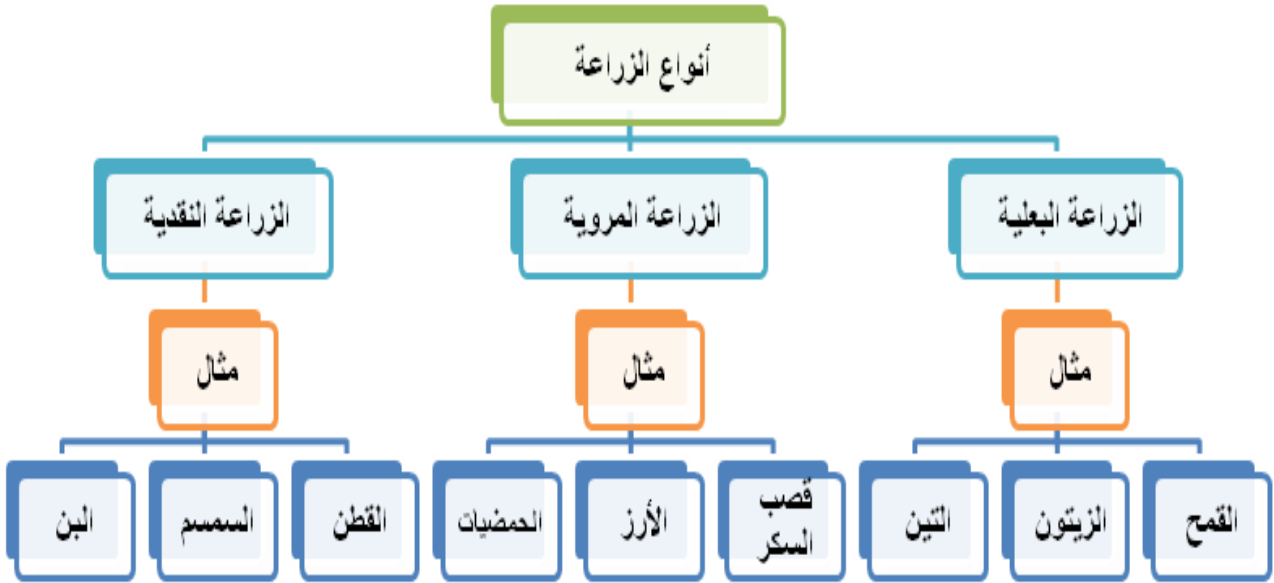 أنواع الزراعة
الزراعة البعلية
الزراعة المروية
الزراعة النقدية
مثال
مثال
مثال
القمح
الزيتون
التين
قصب
السكر
الأرز
الحمضيات
القطن
السمسم
البن